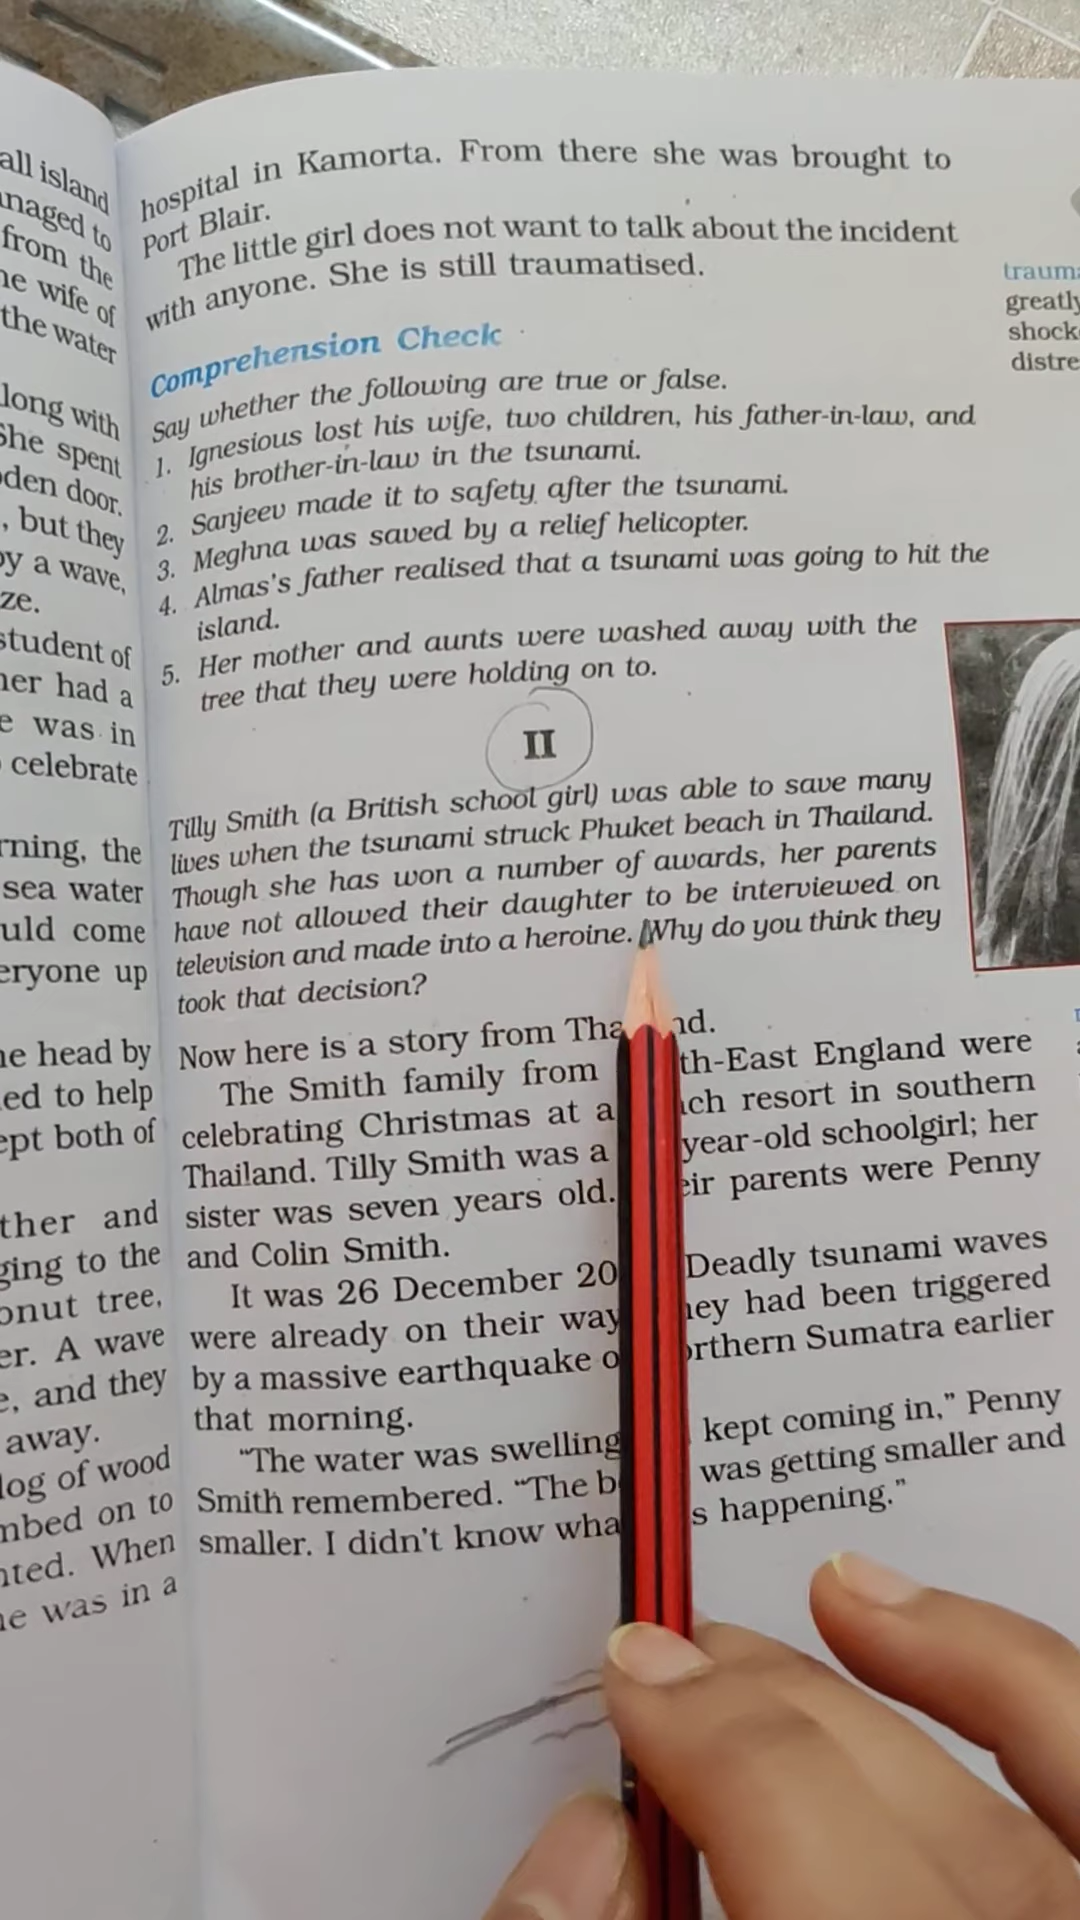 all island
naged to
from the
he wife of
the water
long with
She spent
den door.
, but they
by a wave,
ze.
student of
her had a
e was in
celebrate
rning, the
sea water
uld come
eryone up
he head by
ed to help
ept both of
ther and
ging to the
onut tree,
er. A wave
e, and they
away.
log of wood
mbed on to
nted. When
he was in a
hospital in Kamorta. From there she was brought to
Port Blair.
The little girl does not want to talk about the incident
with anyone. She is still traumatised.
Comprehension Check
Say whether the following are true or false.
1. Ignesious lost his wife, two children, his father-in-law, and
his brother-in-law in the tsunami.
2. Sanjeev made it to safety after the tsunami.
3. Meghna was saved by a relief helicopter.
4. Almas's father realised that a tsunami was going to hit the
island.
5. Her mother and aunts were washed away with the
tree that they were holding on to.
II
Tilly Smith (a British school girl) was able to save many
lives when the tsunami struck Phuket beach in Thailand.
Though she has won a number of awards, her parents
have not allowed their daughter to be interviewed on
television and made into a heroine. Why do you think they
took that decision?
Now here is a story from Tha nd.
The Smith family from th-East England were
celebrating Christmas at a ach resort in southern
Thailand. Tilly Smith was a year-old schoolgirl; her
sister was seven years old. eir parents were Penny
and Colin Smith.
It was 26 December 20 Deadly tsunami waves
were already on their way hey had been triggered
by a massive earthquake o orthern Sumatra earlier
that morning.
“The water was swelling kept coming in,” Penny
Smith remembered. “The b was getting smaller and
smaller. I didn't know wha s happening.”
trauma
greatly
shock
distre